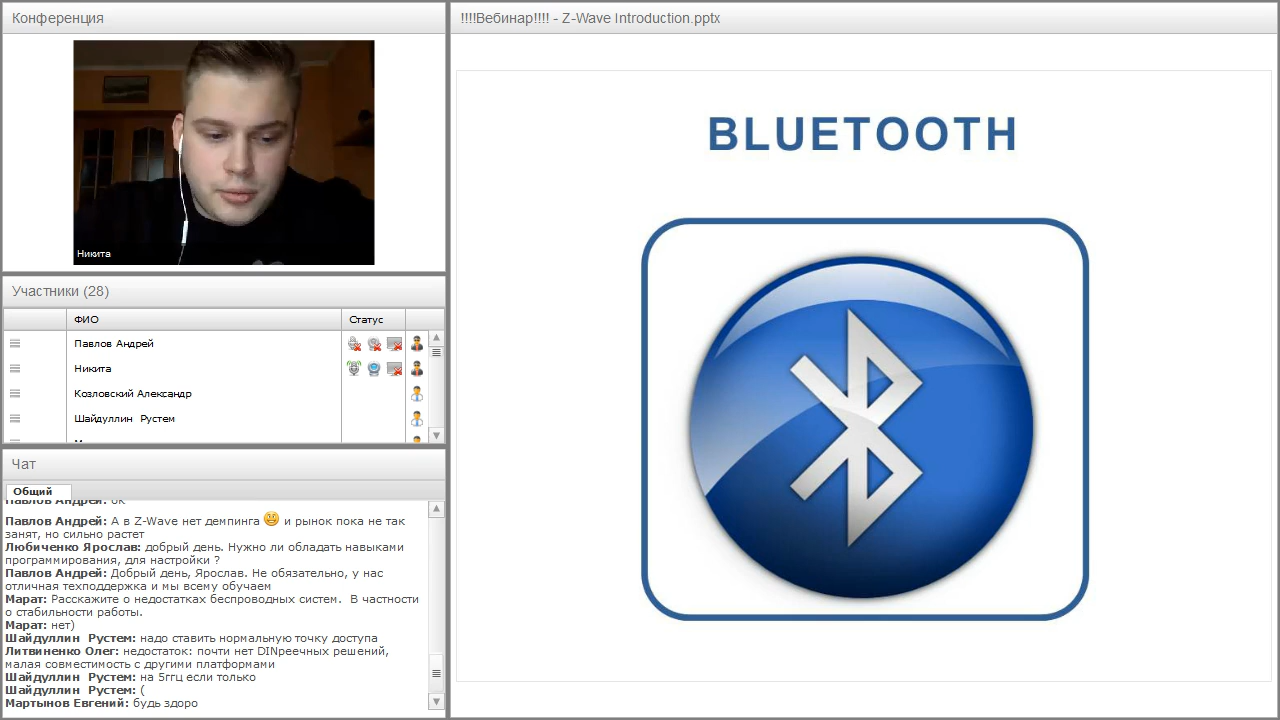 Конференция
Никита
Участники (28)
ФИО
Статус
Павлов Андрей
Никита
Козловский Александр
Шайдуллин Рустем
Чат
Общий
Павлов Андрей: ок
Павлов Андрей: А в Z-Wave нет демпинга и рынок пока не так
занят, но сильно растет
Любиченко Ярослав: добрый день. Нужно ли обладать навыками
программирования, для настройки ?
Павлов Андрей: Добрый день, Ярослав. Не обязательно, у нас
отличная техподдержка и мы всему обучаем
Марат: Расскажите о недостатках беспроводных систем. В частности
о стабильности работы.
Марат: нет)
Шайдуллин Рустем: надо ставить нормальную точку доступа
Литвиненко Олег: недостаток: почти нет DINреечных решений,
малая совместимость с другими платформами
Шайдуллин Рустем: на 5ггц если только
Шайдуллин Рустем: (
Мартынов Евгений: будь здоро
!!!!Вебинар!!!! - Z-Wave Introduction.pptx
BLUETOOTH